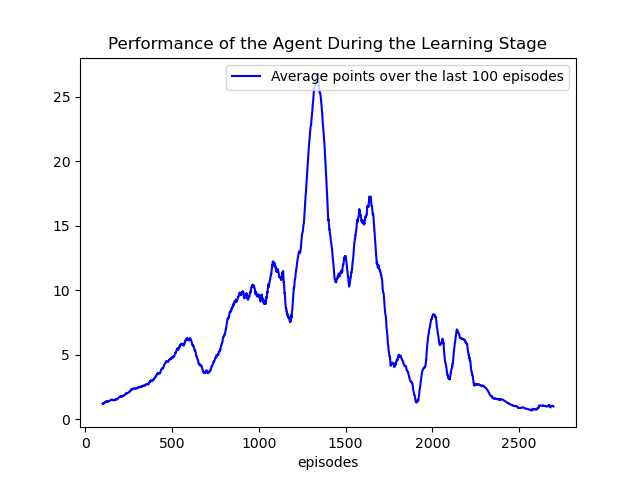 Performance of the Agent During the Learning Stage
Average points over the last 100 episodes
25
20
15
10
5
0
0 500 1000 1500 2000 2500
episodes